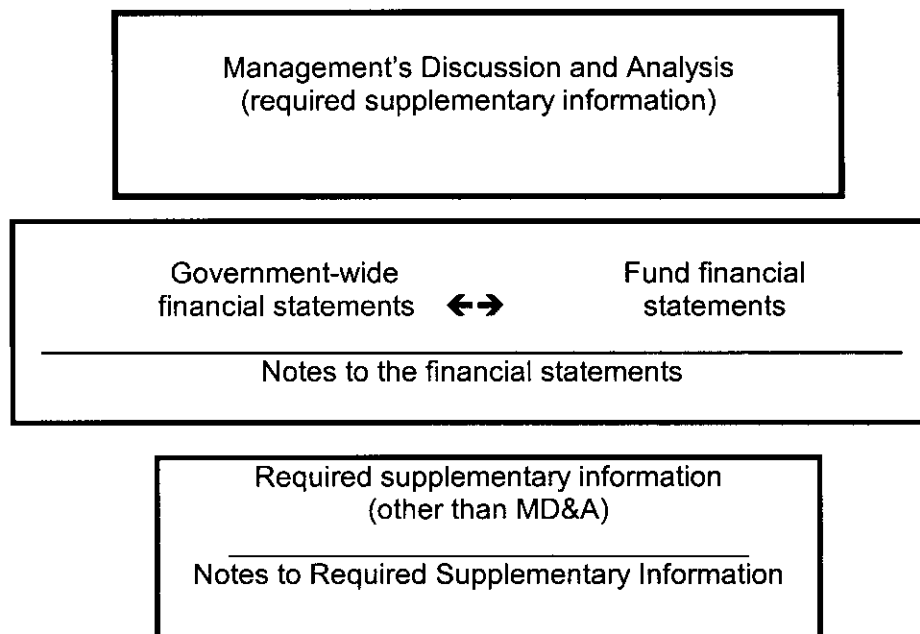 Management's Discussion and Analysis
(required supplementary information)
Government-wide Fund financial
financial statements ←→ statements
Notes to the financial statements
Required supplementary information
(other than MD&A)
Notes to Required Supplementary Information